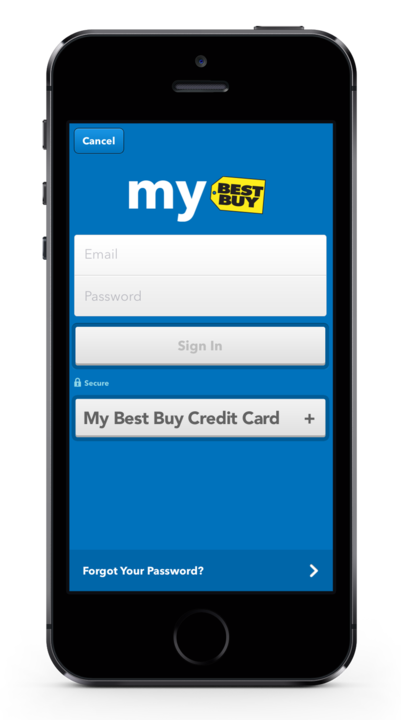 Cancel
my BEST BUY
Email
Password
Sign In
Secure
My Best Buy Credit Card +
Forgot Your Password?